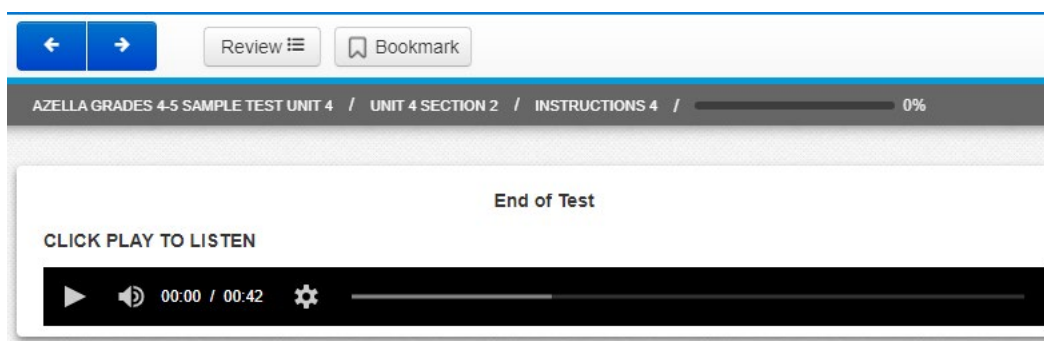 Review Bookmark
AZELLA GRADES 4-5 SAMPLE TEST UNIT 4 / UNIT 4 SECTION 2 / INSTRUCTIONS 4 / 0%
End of Test
CLICK PLAY TO LISTEN
00:00 / 00:42